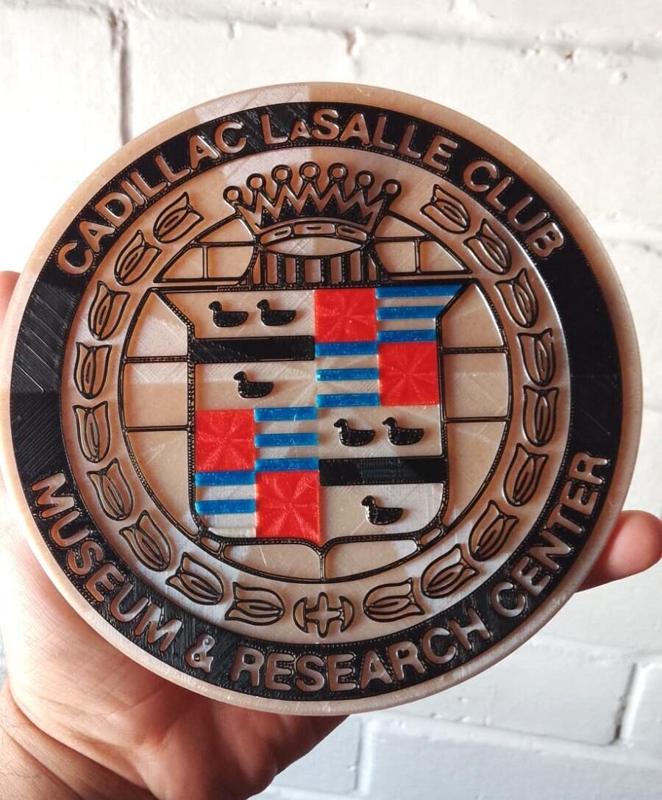 CADILLAC LASALLE CLUB
MUSEUM & RESEARCH CENTER